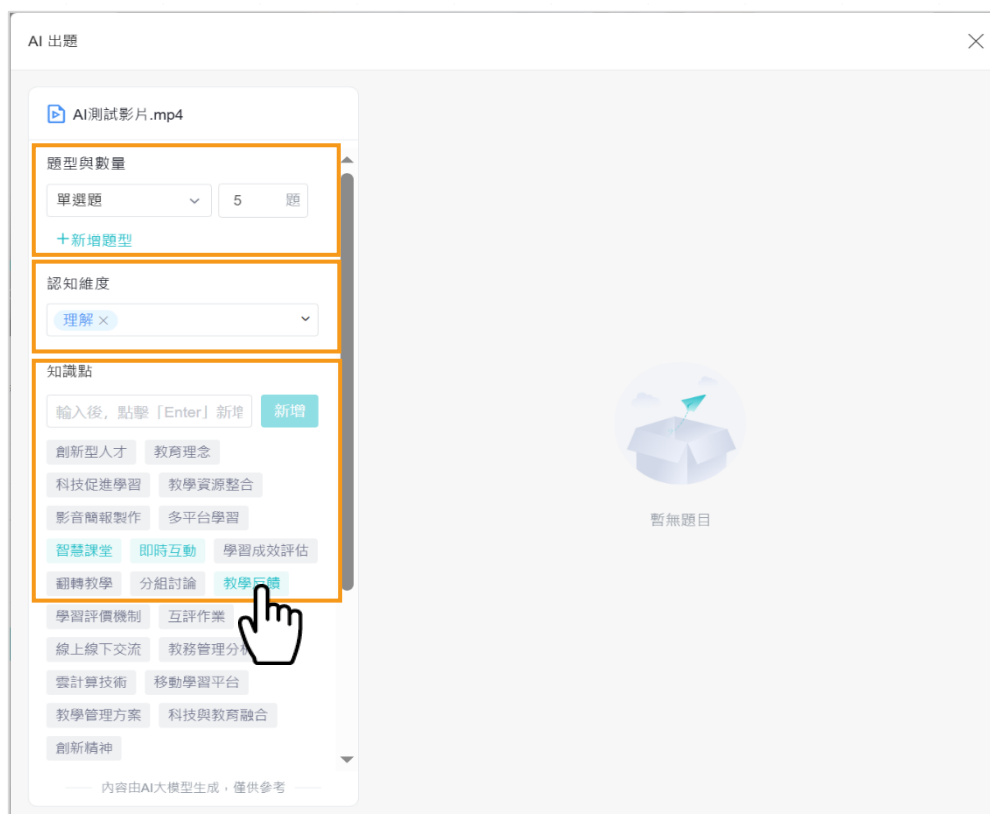 AI 出題
AI測試影片.mp4
題型與數量
單選題 5 題
＋新增題型
認知維度
理解 ×
知識點
輸入後，點擊「Enter」新增 新增
創新型人才 教育理念
科技促進學習 教學資源整合
影音簡報製作 多平台學習
智慧課堂 即時互動 學習成效評估
翻轉教學 分組討論 教學反饋
學習評價機制 互評作業
線上線下交流 教務管理分析
雲計算技術 移動學習平台
教學管理方案 科技與教育融合
創新精神
內容由AI大模型生成，僅供參考
暫無題目